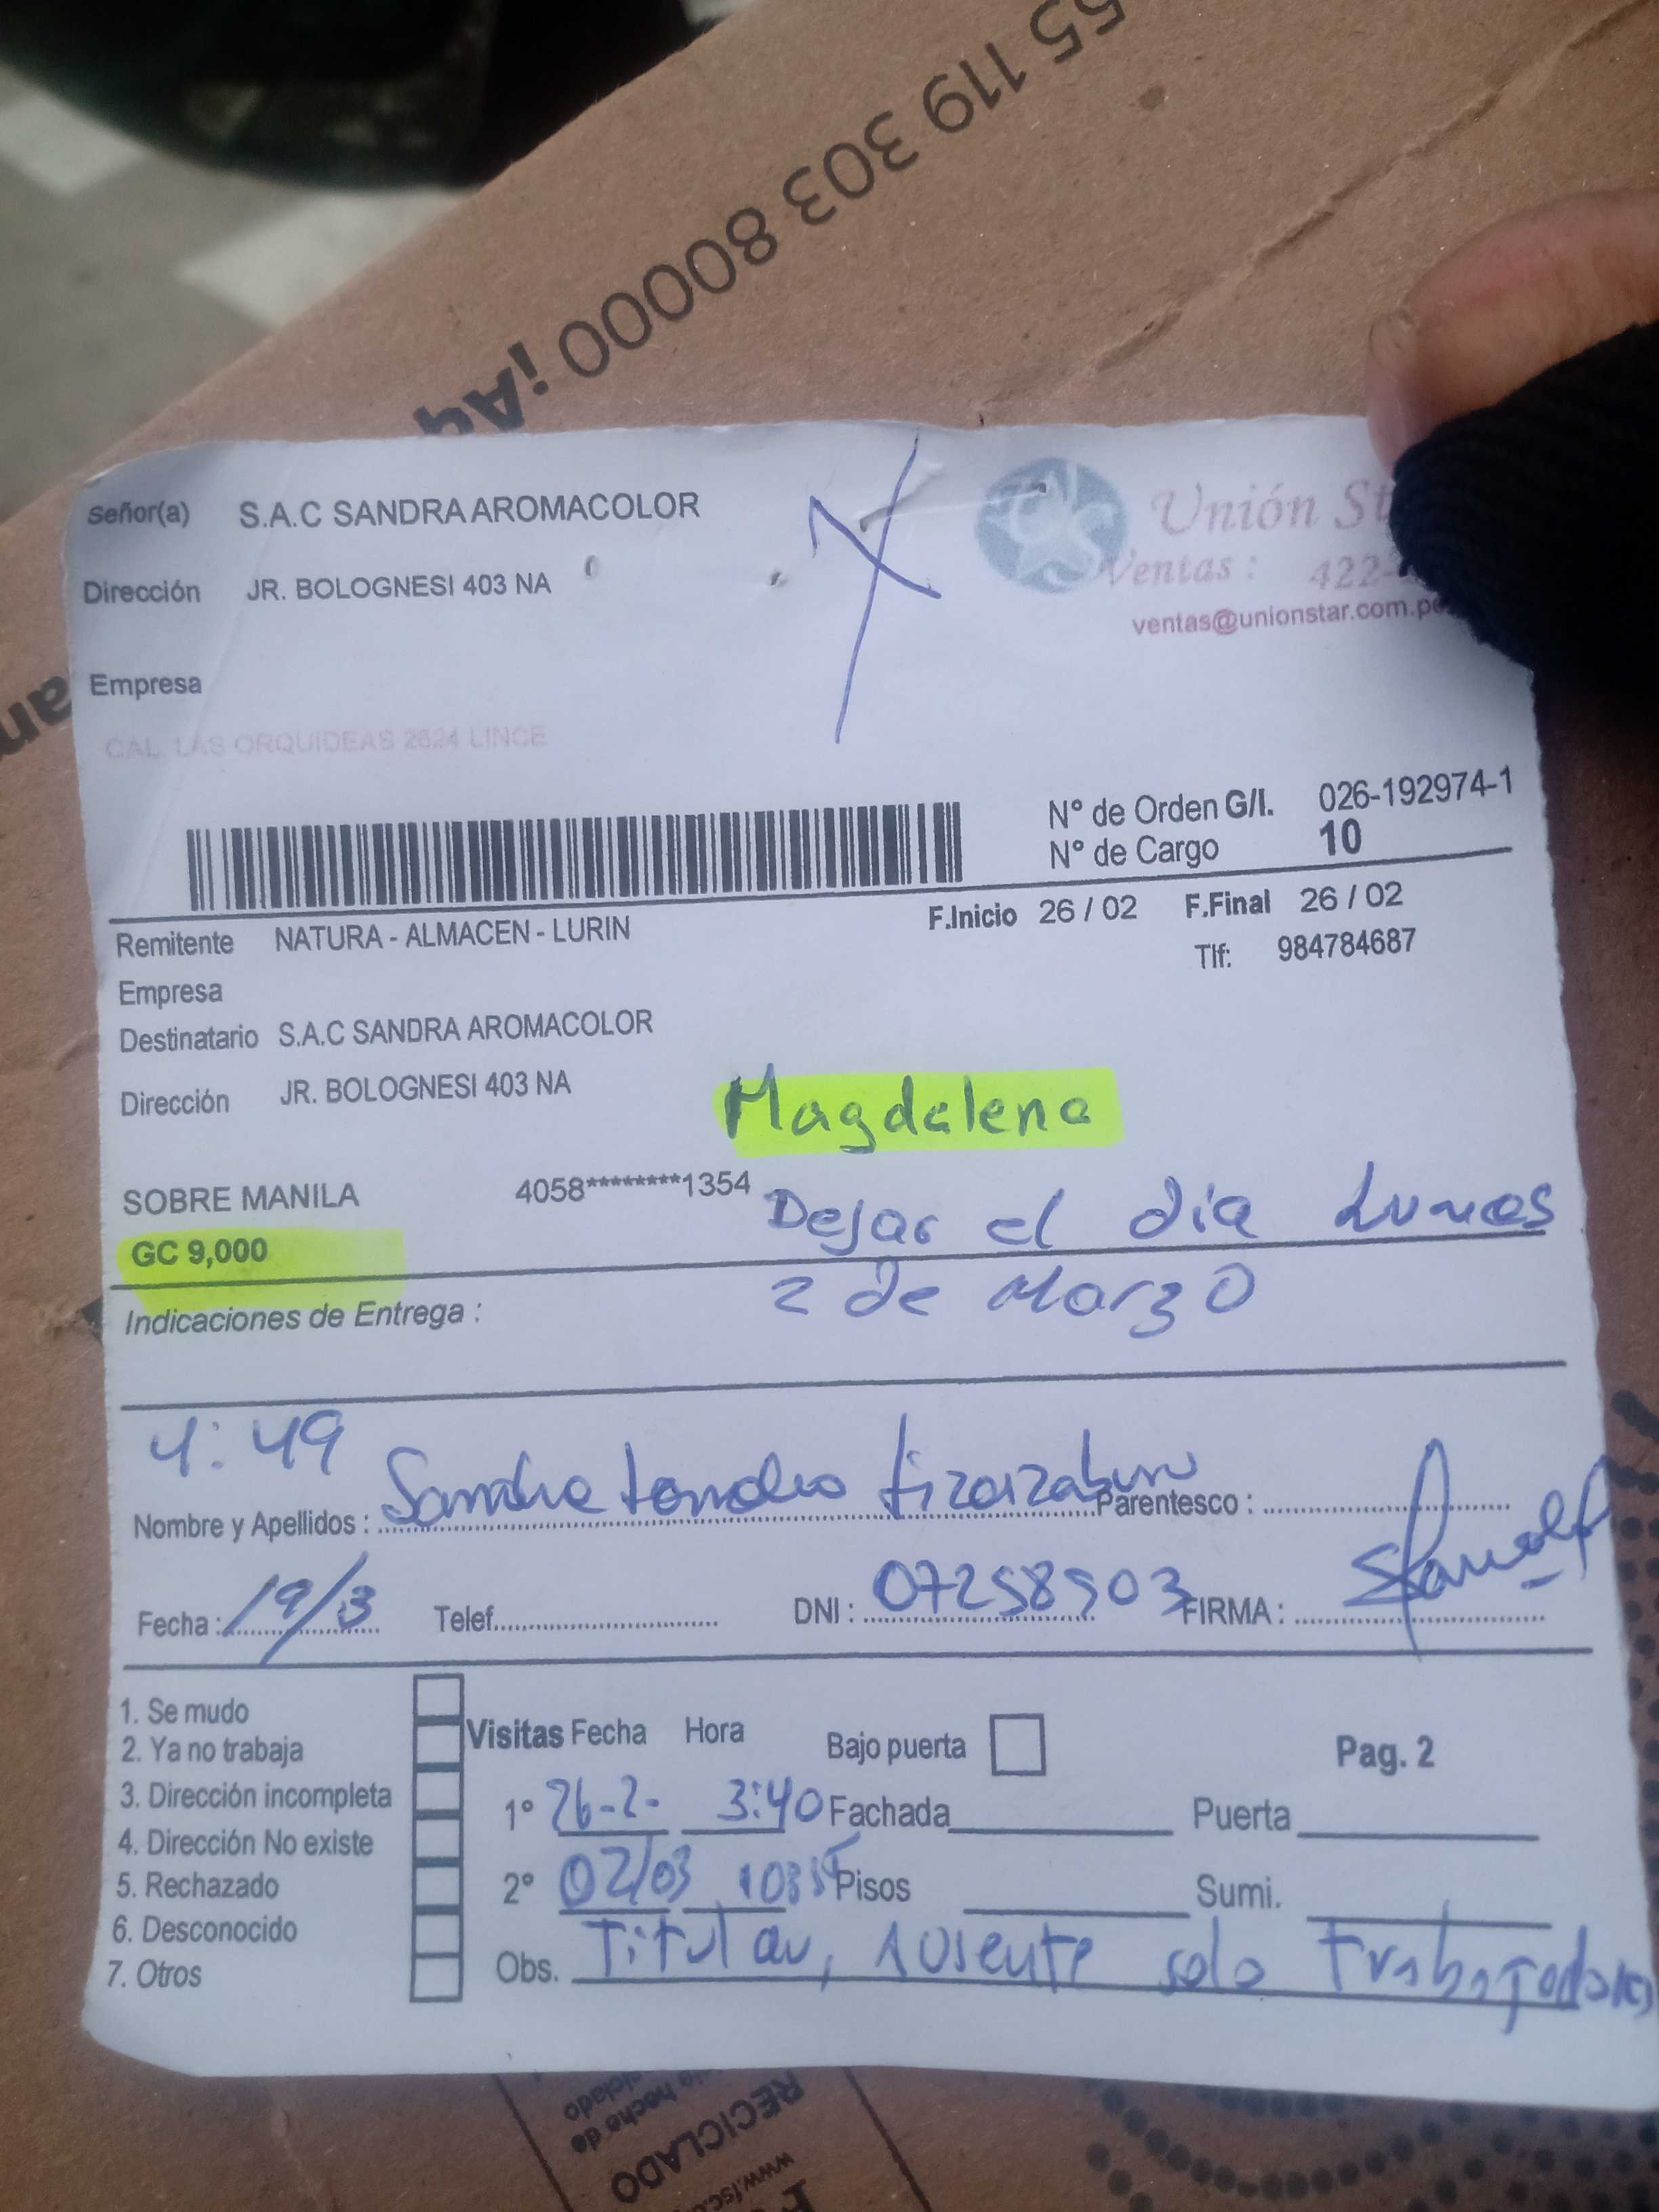 55 119 303 80000 ¡Aq
Señor(a) S.A.C SANDRA AROMACOLOR
Unión St
Ventas : 422-
ventas@unionstar.com.pe
Dirección JR. BOLOGNESI 403 NA
Empresa
CAL. LAS ORQUIDEAS 2624 LINCE
N° de Orden G/I. 026-192974-1
N° de Cargo 10
Remitente NATURA - ALMACEN - LURIN F.Inicio 26 / 02 F.Final 26 / 02
Tlf: 984784687
Empresa
Destinatario S.A.C SANDRA AROMACOLOR
Dirección JR. BOLOGNESI 403 NA Magdalena
SOBRE MANILA 4058********1354 Dejar el dia Lunes
GC 9,000
2 de Marzo
Indicaciones de Entrega :
4:49
Nombre y Apellidos : Sandra Parentesco :
Fecha : 19/3 Telef. DNI : 07258903 FIRMA :
1. Se mudo
2. Ya no trabaja
3. Dirección incompleta
4. Dirección No existe
5. Rechazado
6. Desconocido
7. Otros
Visitas Fecha Hora Bajo puerta Pag. 2
1° 26-2- 3:40 Fachada Puerta
2° 02/03 Pisos Sumi.
Obs. Titular, Ausente solo trabajadores
RECICLADO